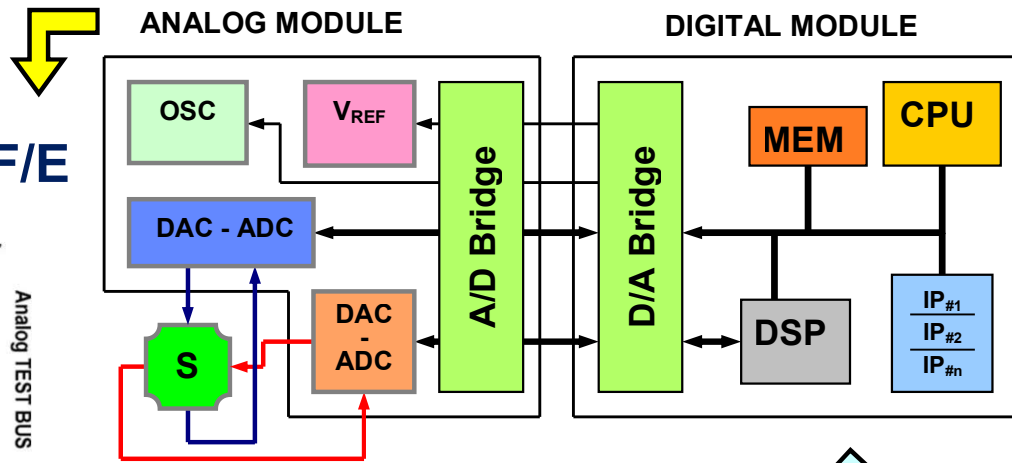 ANALOG MODULE
DIGITAL MODULE
F/E
Analog TEST BUS
OSC
VREF
DAC - ADC
S
DAC
-
ADC
A/D Bridge
D/A Bridge
MEM
CPU
DSP
IP#1
IP#2
IP#n